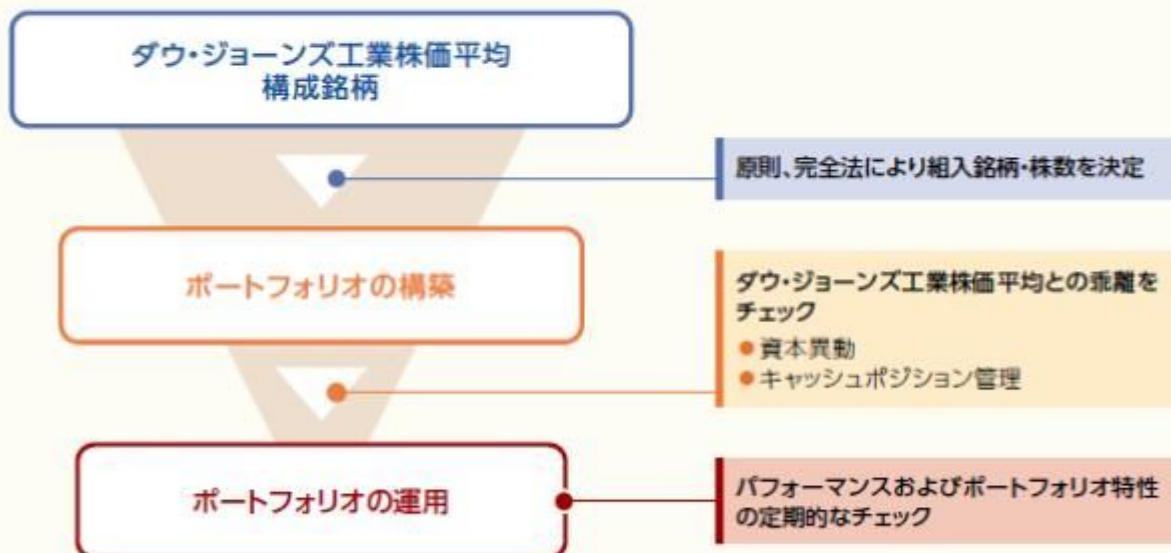 ダウ・ジョーンズ工業株価平均
構成銘柄
原則、完全法により組入銘柄・株数を決定
ポートフォリオの構築
ダウ・ジョーンズ工業株価平均との乖離を
チェック
●資本異動
●キャッシュポジション管理
ポートフォリオの運用
パフォーマンスおよびポートフォリオ特性
の定期的なチェック